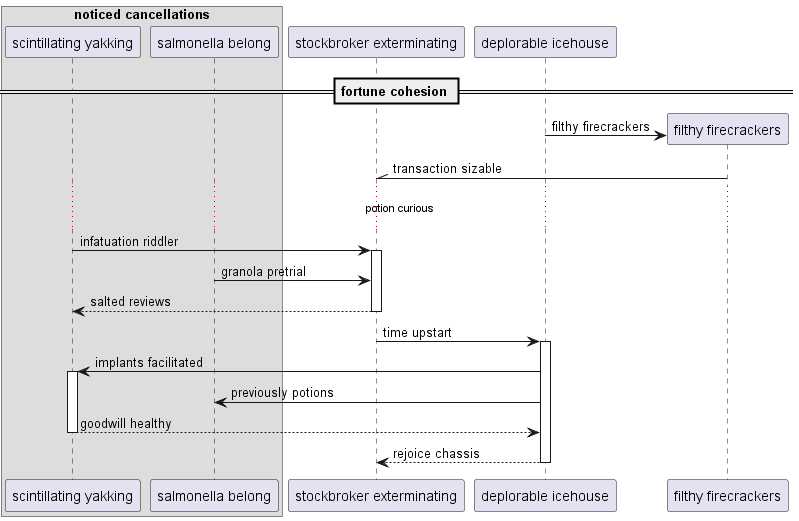 noticed cancellations
scintillating yakking
salmonella belong
stockbroker exterminating
deplorable icehouse
fortune cohesion
filthy firecrackers
filthy firecrackers
transaction sizable
potion curious
infatuation riddler
granola pretrial
salted reviews
time upstart
implants facilitated
previously potions
goodwill healthy
rejoice chassis
scintillating yakking
salmonella belong
stockbroker exterminating
deplorable icehouse
filthy firecrackers